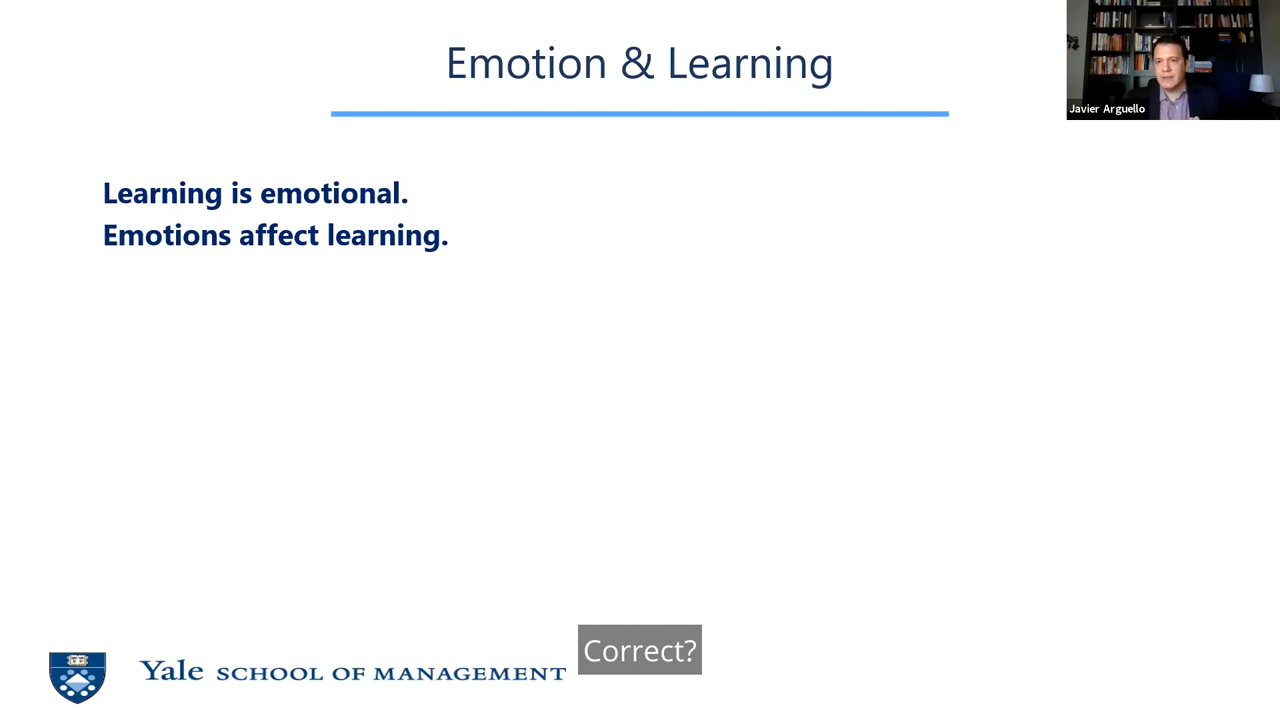 Emotion & Learning
Javier Arguello
Learning is emotional.
Emotions affect learning.
Correct?
Yale SCHOOL OF MANAGEMENT